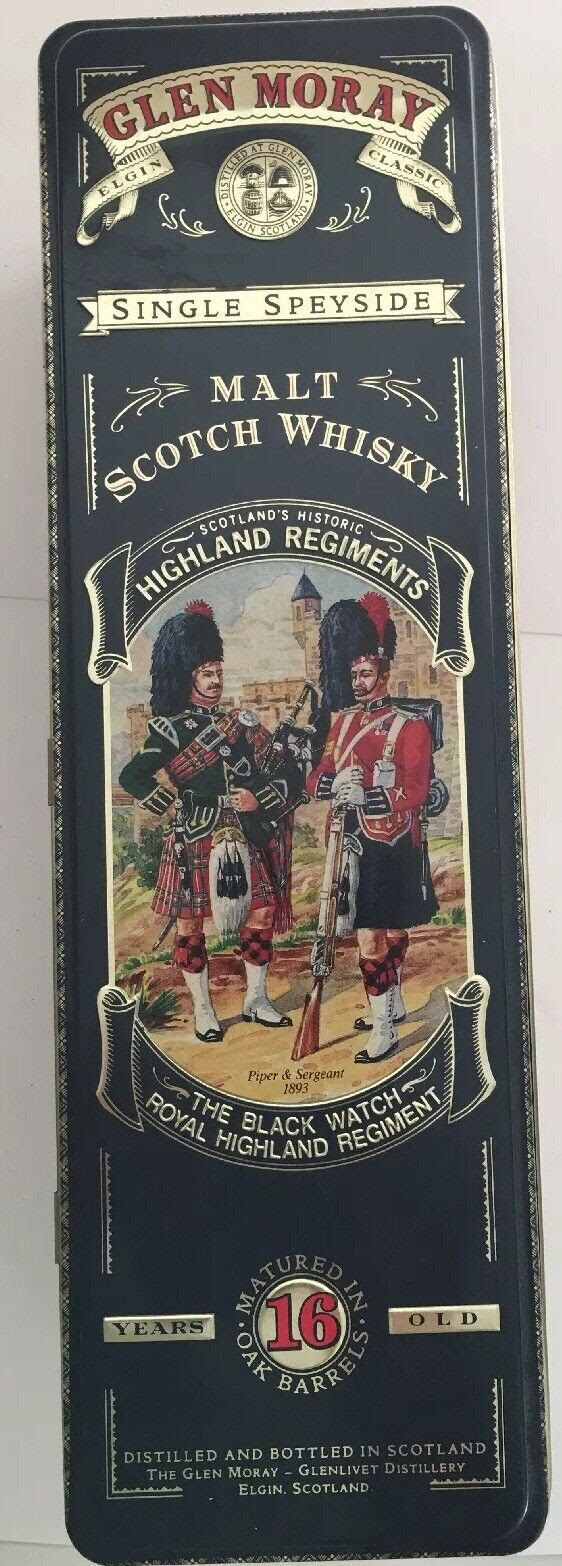 GLEN MORAY
ELGIN CLASSIC
DISTILLED AT GLEN MORAY
ELGIN SCOTLAND
SINGLE SPEYSIDE
MALT
SCOTCH WHISKY
SCOTLAND'S HISTORIC
HIGHLAND REGIMENTS
Piper & Sergeant
1893
THE BLACK WATCH
ROYAL HIGHLAND REGIMENT
MATURED IN
YEARS 16 OLD
OAK BARRELS
DISTILLED AND BOTTLED IN SCOTLAND
THE GLEN MORAY – GLENLIVET DISTILLERY
ELGIN, SCOTLAND